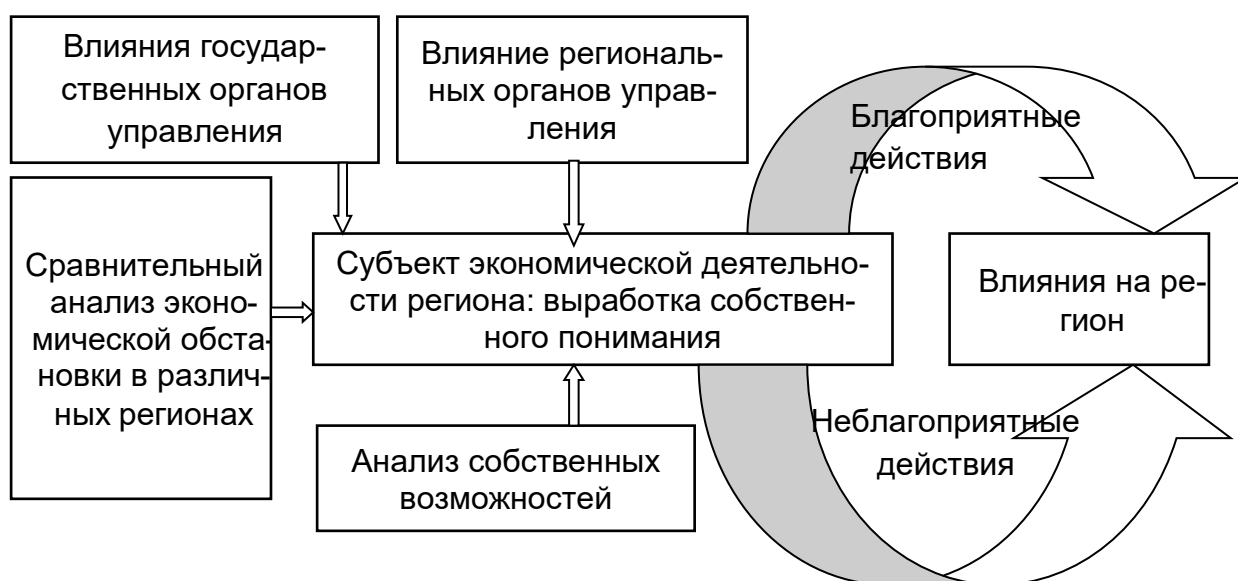 Влияния государ-
ственных органов
управления
Влияние региональ-
ных органов управ-
ления
Благоприятные
действия
Сравнительный
анализ эконо-
мической обста-
новки в различ-
ных регионах
Субъект экономической деятельно-
сти региона: выработка собствен-
ного понимания
Влияния на ре-
гион
Анализ собственных
возможностей
Неблагоприятные
действия